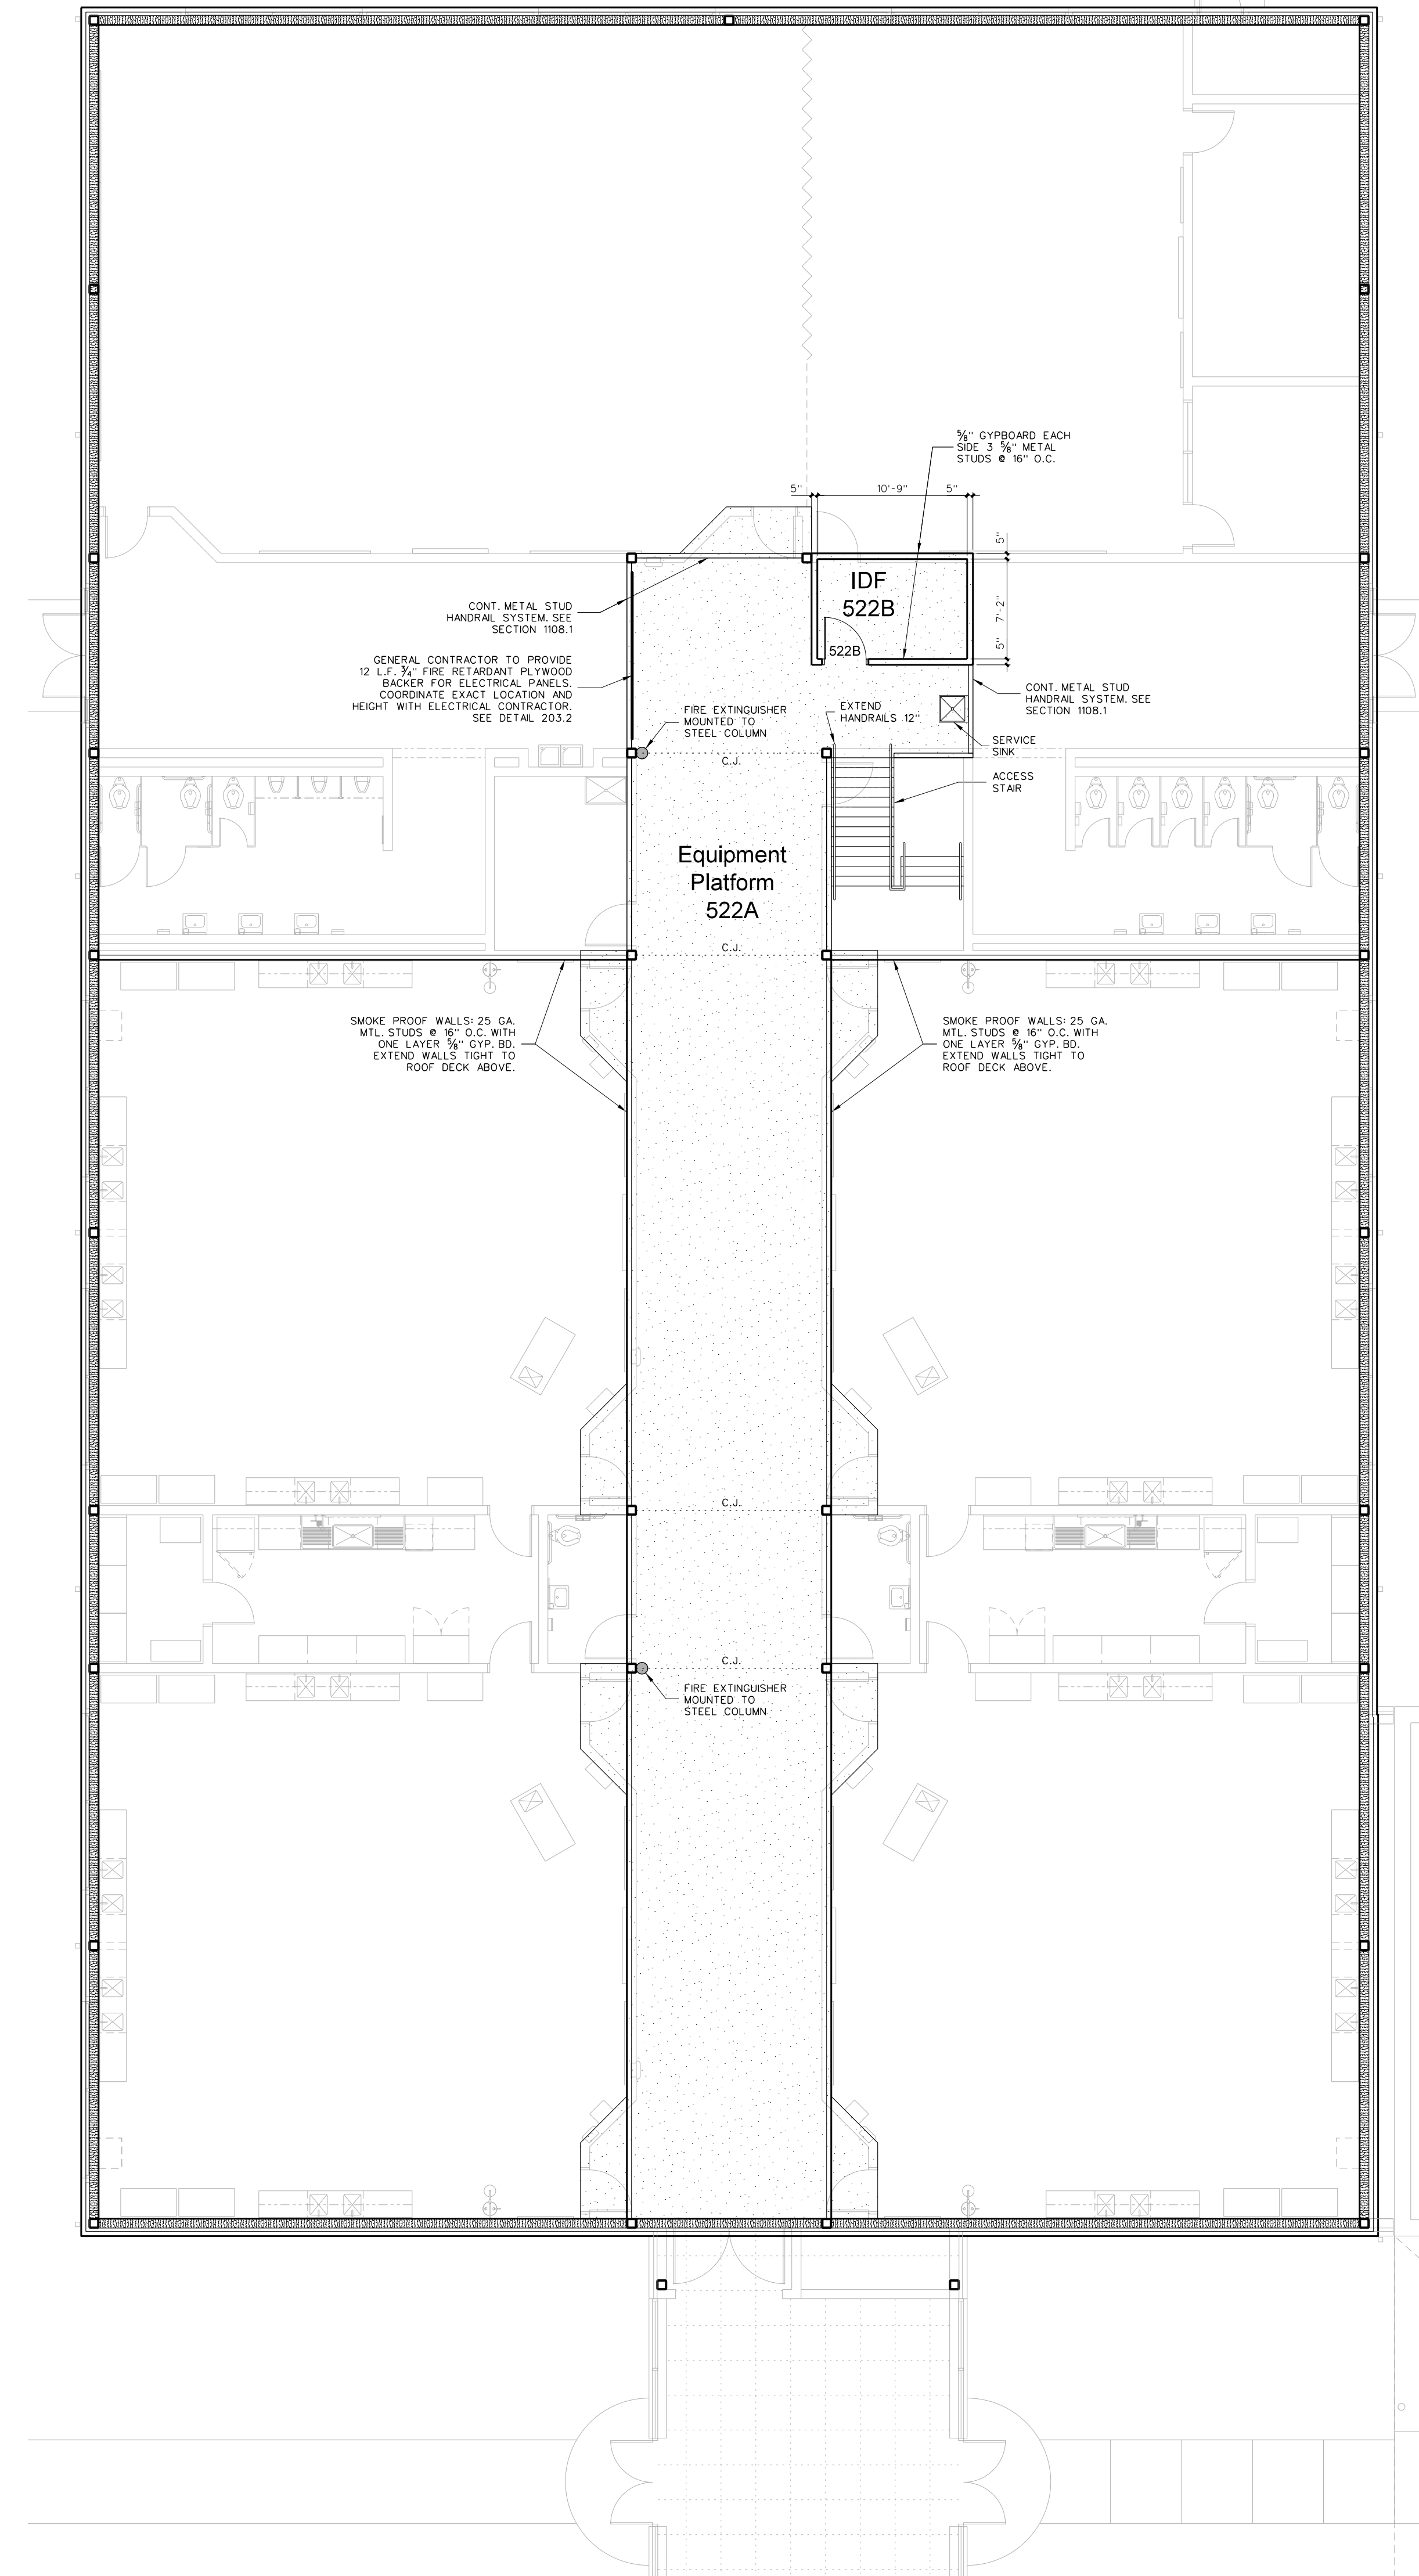 ⅝" GYPBOARD EACH
SIDE 3 ⅝" METAL
STUDS @ 16" O.C.
5"
10'-9"
5"
5"
7'-2"
5"
IDF
522B
522B
CONT. METAL STUD
HANDRAIL SYSTEM. SEE
SECTION 1108.1
GENERAL CONTRACTOR TO PROVIDE
12 L.F. ¾" FIRE RETARDANT PLYWOOD
BACKER FOR ELECTRICAL PANELS.
COORDINATE EXACT LOCATION AND
HEIGHT WITH ELECTRICAL CONTRACTOR.
SEE DETAIL 203.2
FIRE EXTINGUISHER
MOUNTED TO
STEEL COLUMN
EXTEND
HANDRAILS 12"
CONT. METAL STUD
HANDRAIL SYSTEM. SEE
SECTION 1108.1
SERVICE
SINK
ACCESS
STAIR
C.J.
Equipment
Platform
522A
C.J.
SMOKE PROOF WALLS: 25 GA.
MTL. STUDS @ 16" O.C. WITH
ONE LAYER ⅝" GYP. BD.
EXTEND WALLS TIGHT TO
ROOF DECK ABOVE.
SMOKE PROOF WALLS: 25 GA.
MTL. STUDS @ 16" O.C. WITH
ONE LAYER ⅝" GYP. BD.
EXTEND WALLS TIGHT TO
ROOF DECK ABOVE.
C.J.
C.J.
FIRE EXTINGUISHER
MOUNTED TO
STEEL COLUMN